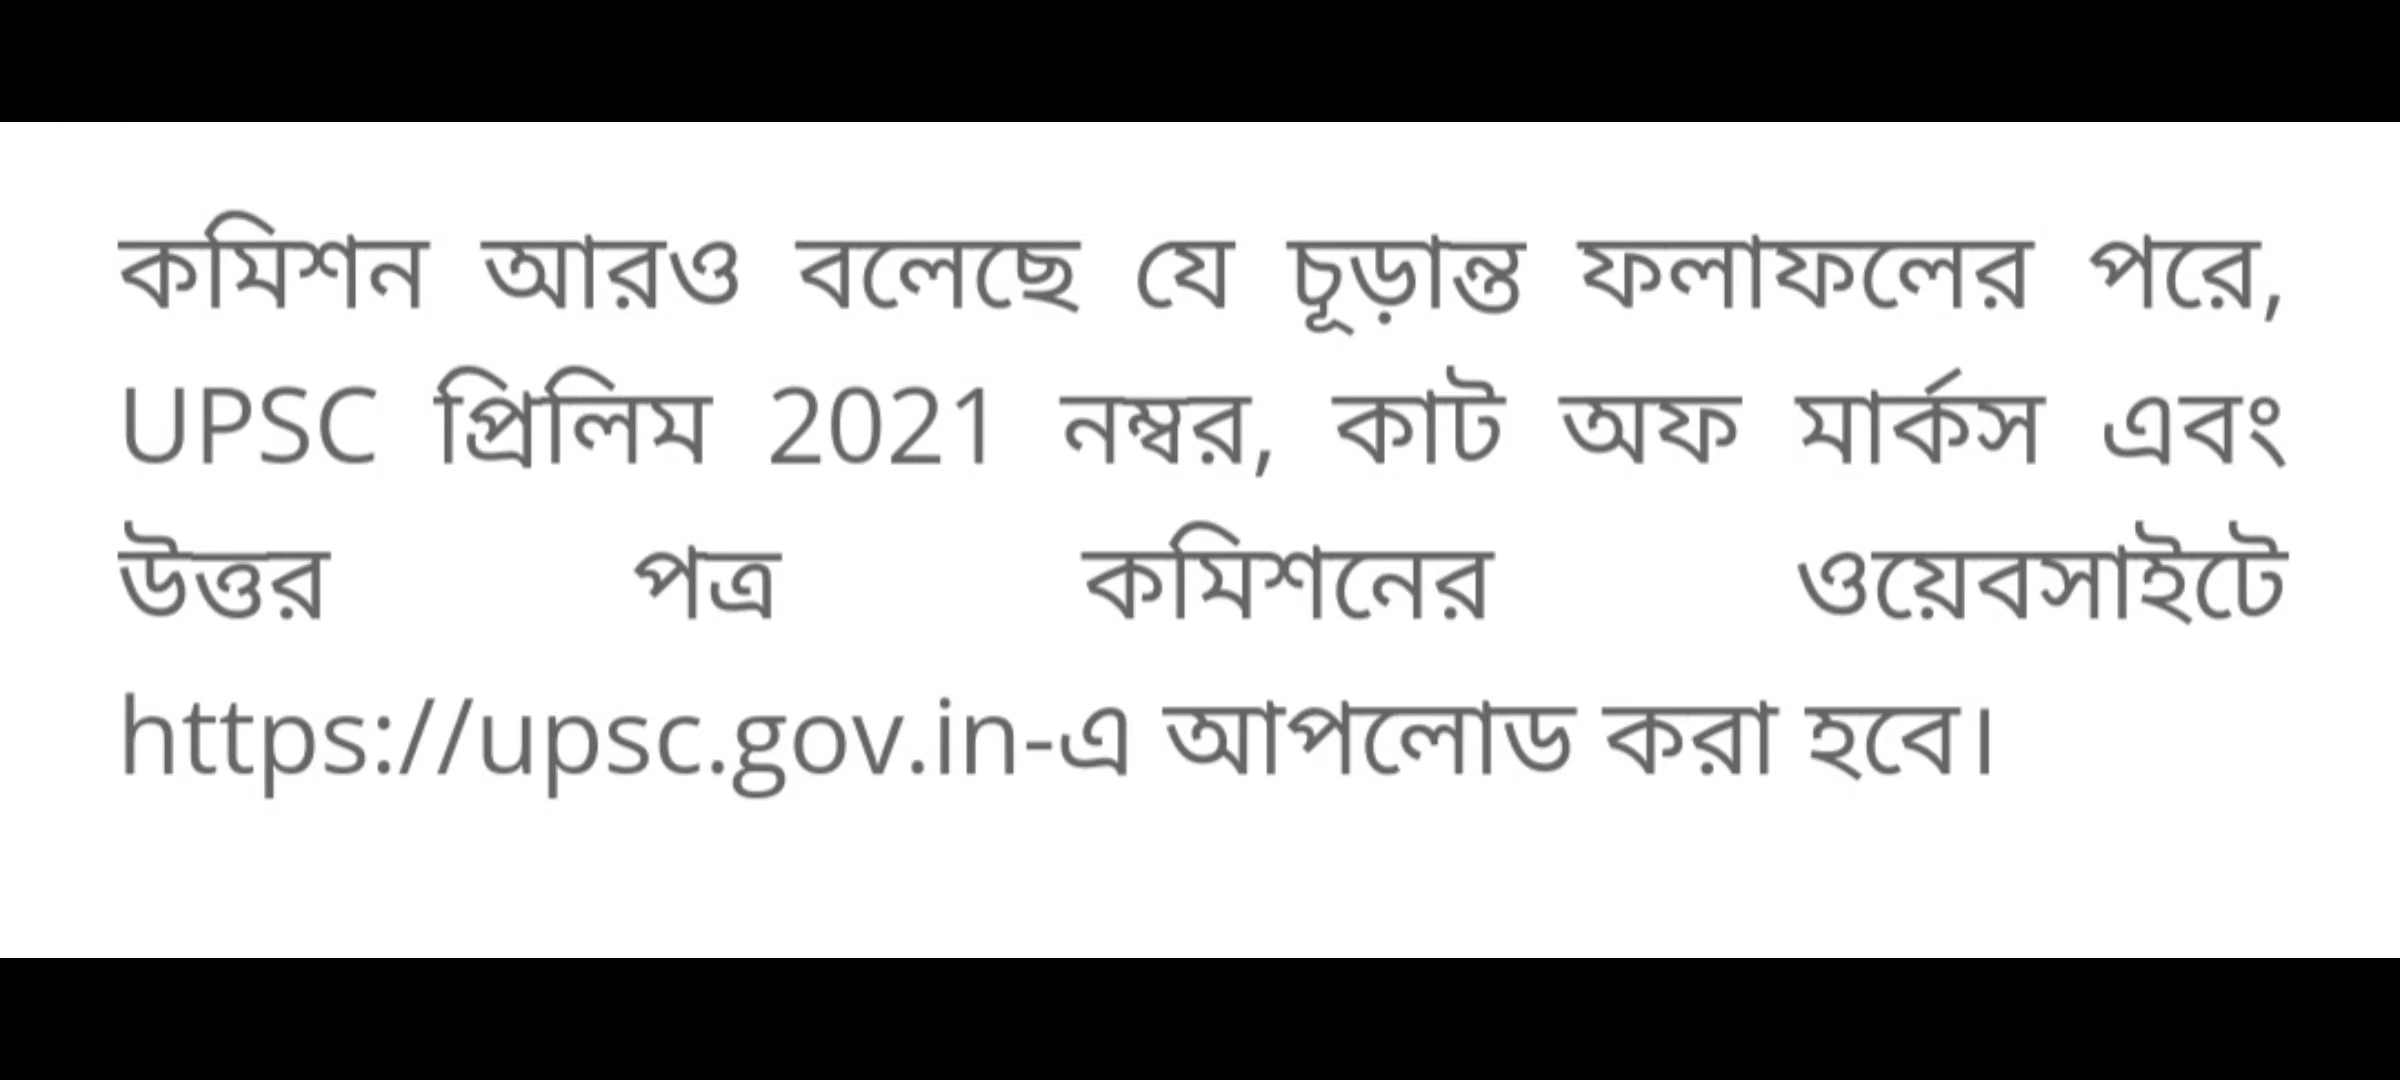 কমিশন আরও বলেছে যে চূড়ান্ত ফলাফলের পরে,
UPSC প্রিলিম 2021 নম্বর, কাট অফ মার্কস এবং
উত্তর পত্র কমিশনের ওয়েবসাইটে
https://upsc.gov.in-এ আপলোড করা হবে।